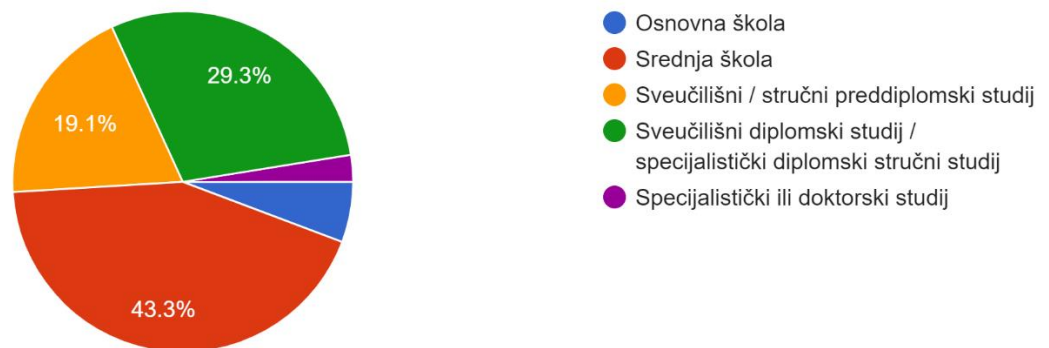 29.3%
19.1%
43.3%
Osnovna škola
Srednja škola
Sveučilišni / stručni preddiplomski studij
Sveučilišni diplomski studij /
specijalistički diplomski stručni studij
Specijalistički ili doktorski studij